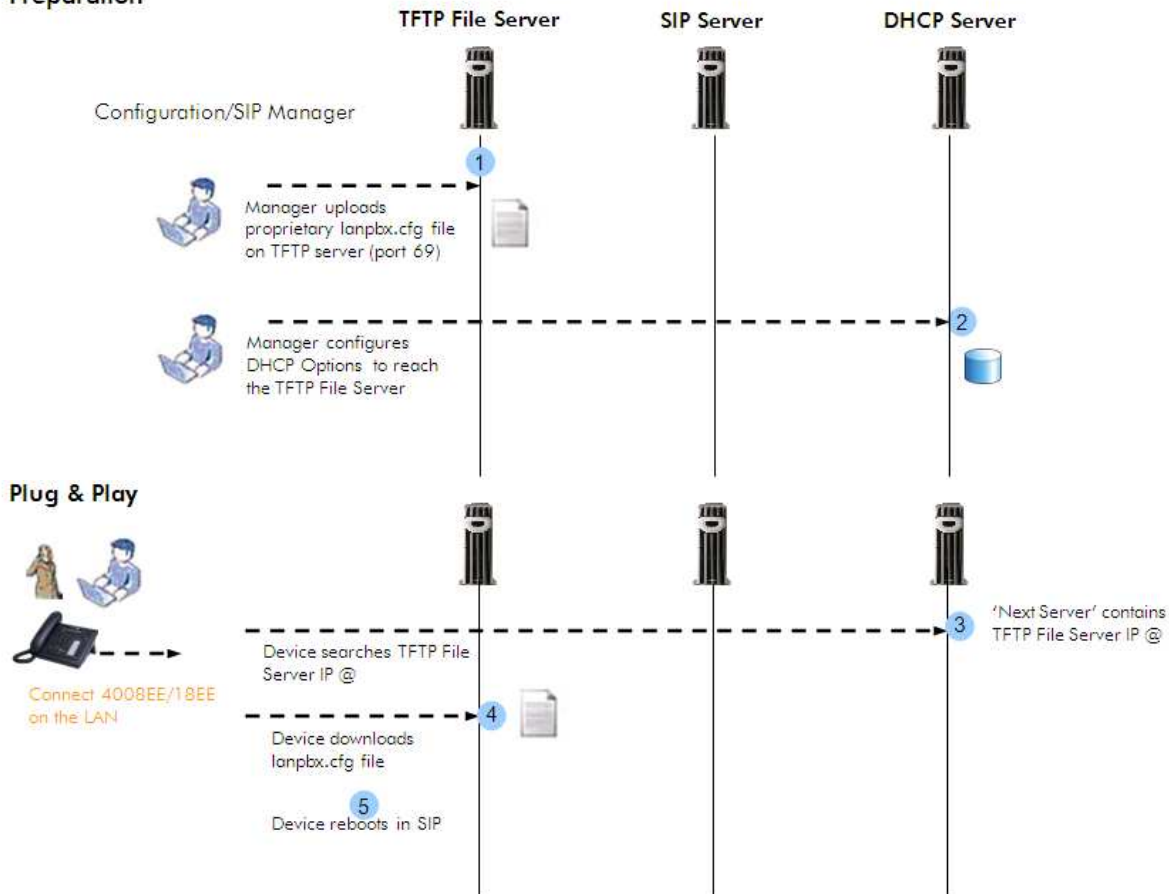 Preparation
TFTP File Server
SIP Server
DHCP Server
Configuration/SIP Manager
1
Manager uploads
proprietary lanpbx.cfg file
on TFTP server (port 69)
2
Manager configures
DHCP Options to reach
the TFTP File Server
Plug & Play
3
'Next Server' contains
TFTP File Server IP @
Device searches TFTP File
Server IP @
Connect 4008EE/18EE
on the LAN
4
Device downloads
lanpbx.cfg file
5
Device reboots in SIP